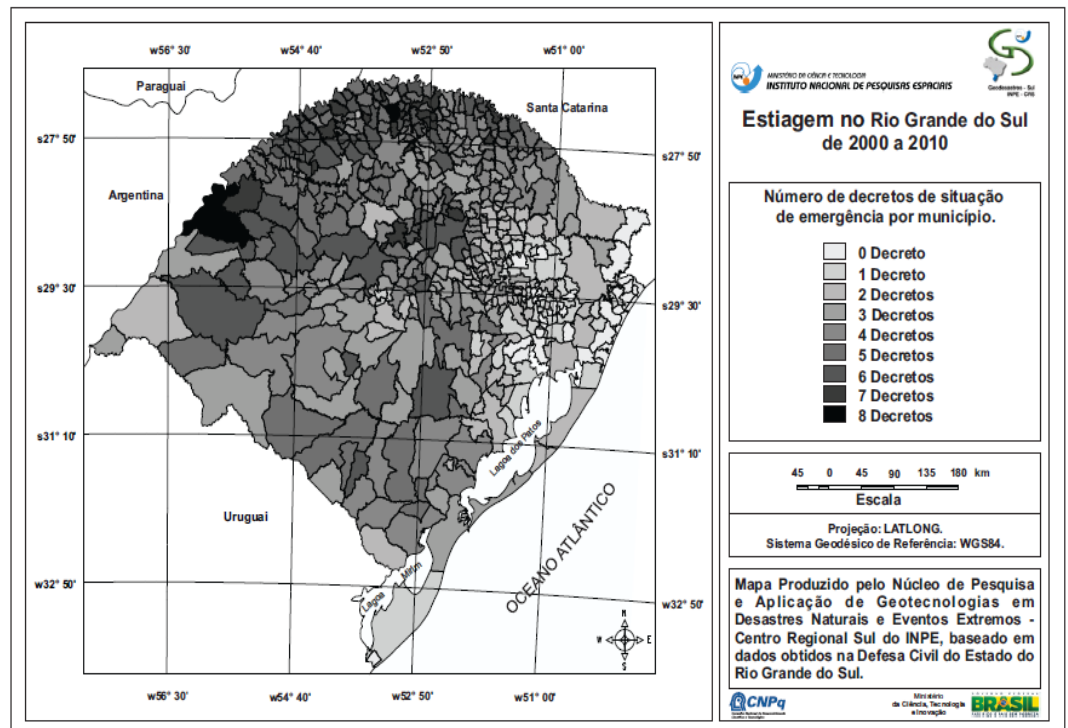 w56° 30'
w54° 40'
w52° 50'
w51° 00'
Paraguai
Santa Catarina
s27° 50'
s27° 50'
Argentina
s29° 30'
s29° 30'
s31° 10'
s31° 10'
Lagoa dos Patos
Uruguai
OCEANO ATLÂNTICO
Lagoa Mirim
w32° 50'
w32° 50'
N
W E
S
w56° 30'
w54° 40'
w52° 50'
w51° 00'
MINISTÉRIO DA CIÊNCIA E TECNOLOGIA
INSTITUTO NACIONAL DE PESQUISAS ESPACIAIS
Geodesastres - Sul
INPE - CRS
Estiagem no Rio Grande do Sul
de 2000 a 2010
Número de decretos de situação
de emergência por município.
0 Decreto
1 Decreto
2 Decretos
3 Decretos
4 Decretos
5 Decretos
6 Decretos
7 Decretos
8 Decretos
45 0 45 90 135 180 km
Escala
Projeção: LATLONG.
Sistema Geodésico de Referência: WGS84.
Mapa Produzido pelo Núcleo de Pesquisa
e Aplicação de Geotecnologias em
Desastres Naturais e Eventos Extremos -
Centro Regional Sul do INPE, baseado em
dados obtidos na Defesa Civil do Estado do
Rio Grande do Sul.
CNPq
Ministério
da Ciência, Tecnologia
e Inovação
BRASIL